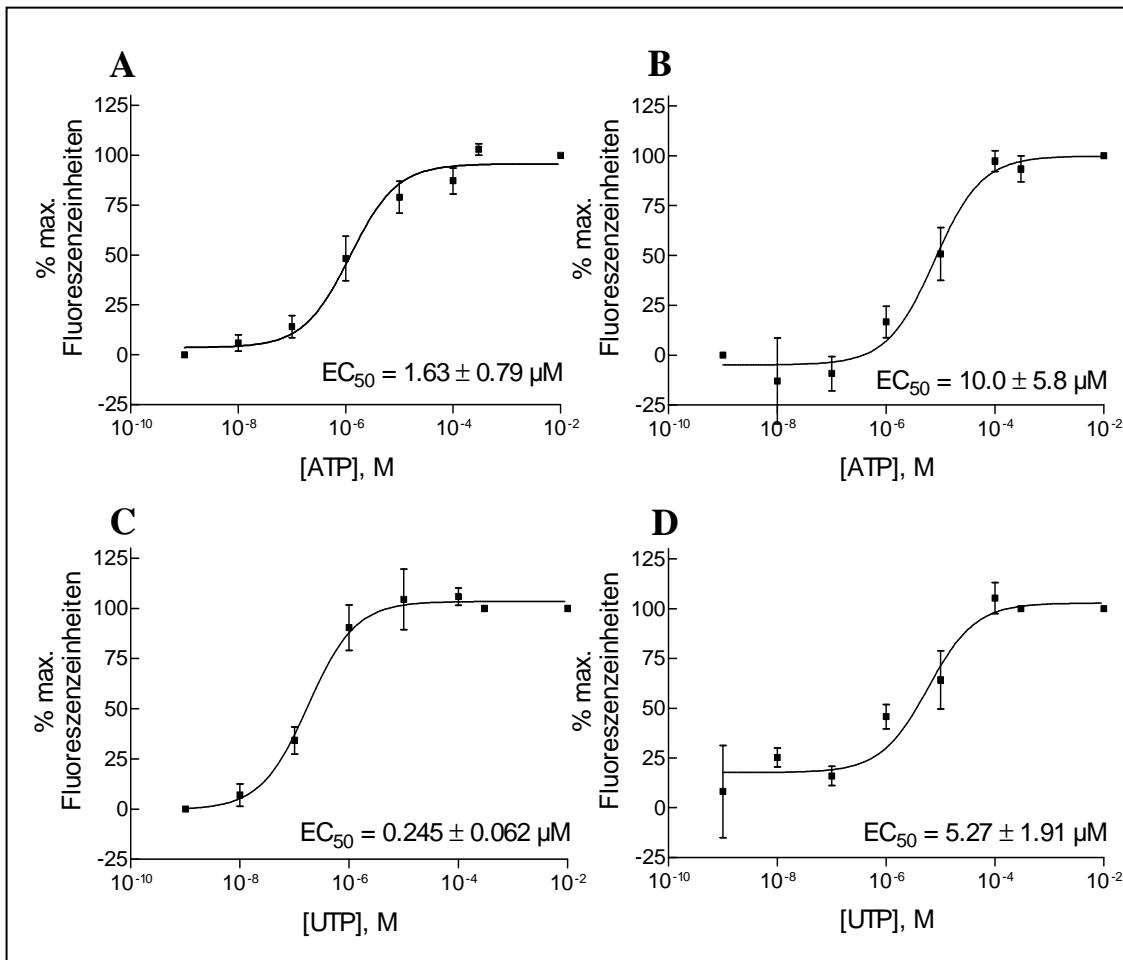 A
% max.
Fluoreszenzeinheiten
125
100
75
50
25
0
-25
EC50 = 1.63 ± 0.79 µM
10-10
10-8
10-6
10-4
10-2
[ATP], M
B
% max.
Fluoreszenzeinheiten
125
100
75
50
25
0
-25
EC50 = 10.0 ± 5.8 µM
10-10
10-8
10-6
10-4
10-2
[ATP], M
C
% max.
Fluoreszenzeinheiten
125
100
75
50
25
0
-25
EC50 = 0.245 ± 0.062 µM
10-10
10-8
10-6
10-4
10-2
[UTP], M
D
% max.
Fluoreszenzeinheiten
125
100
75
50
25
0
-25
EC50 = 5.27 ± 1.91 µM
10-10
10-8
10-6
10-4
10-2
[UTP], M